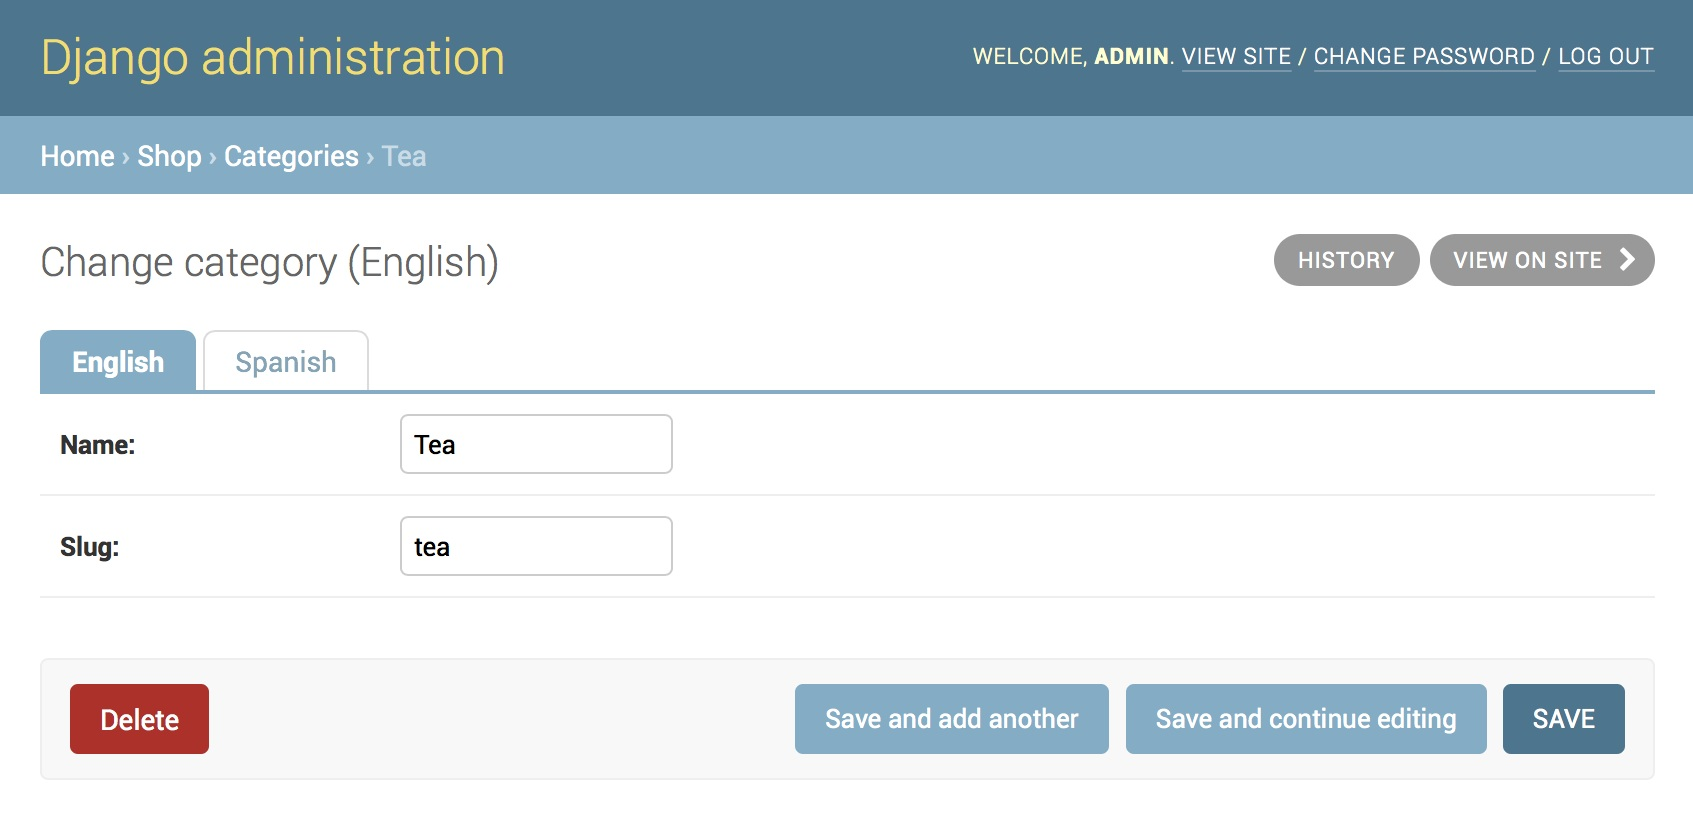 Django administration
WELCOME, ADMIN. VIEW SITE / CHANGE PASSWORD / LOG OUT
Home › Shop › Categories › Tea
Change category (English)
HISTORY
VIEW ON SITE
English
Spanish
Name:
Tea
Slug:
tea
Delete
Save and add another
Save and continue editing
SAVE